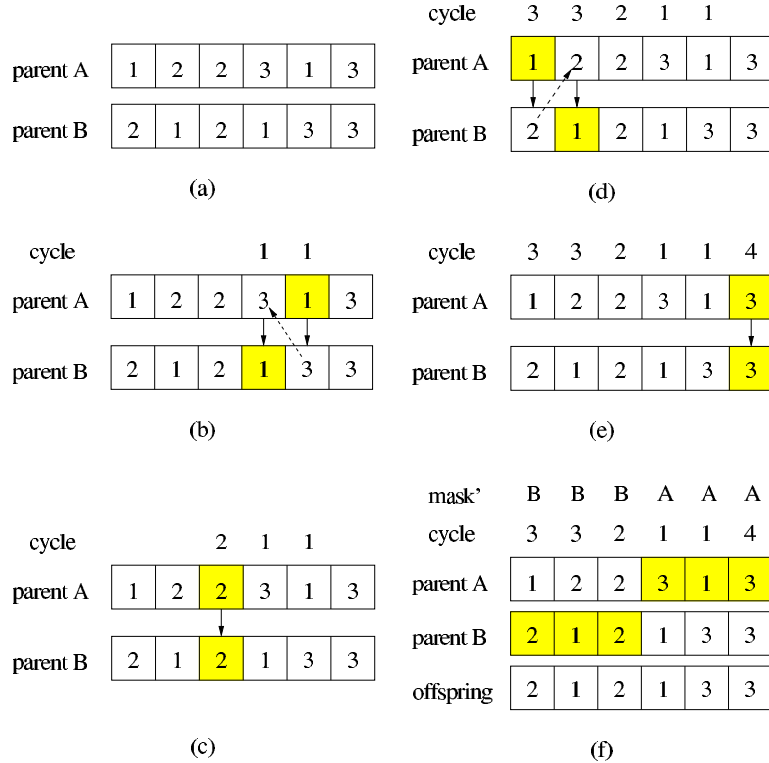 parent A 1 2 2 3 1 3
parent B 2 1 2 1 3 3
(a)
cycle 1 1
parent A 1 2 2 3 1 3
parent B 2 1 2 1 3 3
(b)
cycle 2 1 1
parent A 1 2 2 3 1 3
parent B 2 1 2 1 3 3
(c)
cycle 3 3 2 1 1
parent A 1 2 2 3 1 3
parent B 2 1 2 1 3 3
(d)
cycle 3 3 2 1 1 4
parent A 1 2 2 3 1 3
parent B 2 1 2 1 3 3
(e)
mask' B B B A A A
cycle 3 3 2 1 1 4
parent A 1 2 2 3 1 3
parent B 2 1 2 1 3 3
offspring 2 1 2 1 3 3
(f)